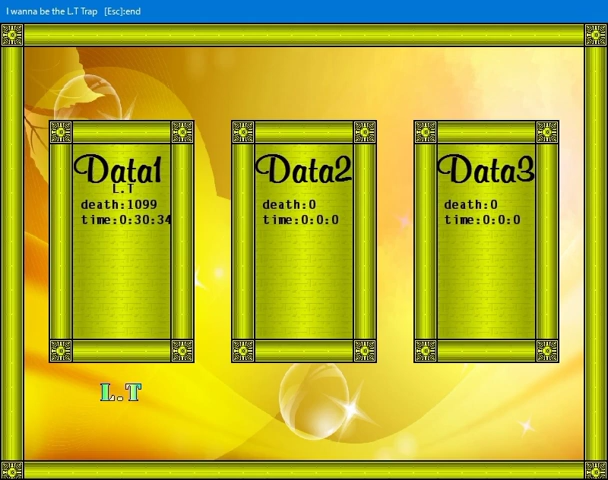 I wanna be the L.T Trap [Esc]:end
Data1
L.T
death:1099
time:0:30:34
Data2
death:0
time:0:0:0
Data3
death:0
time:0:0:0
L.T